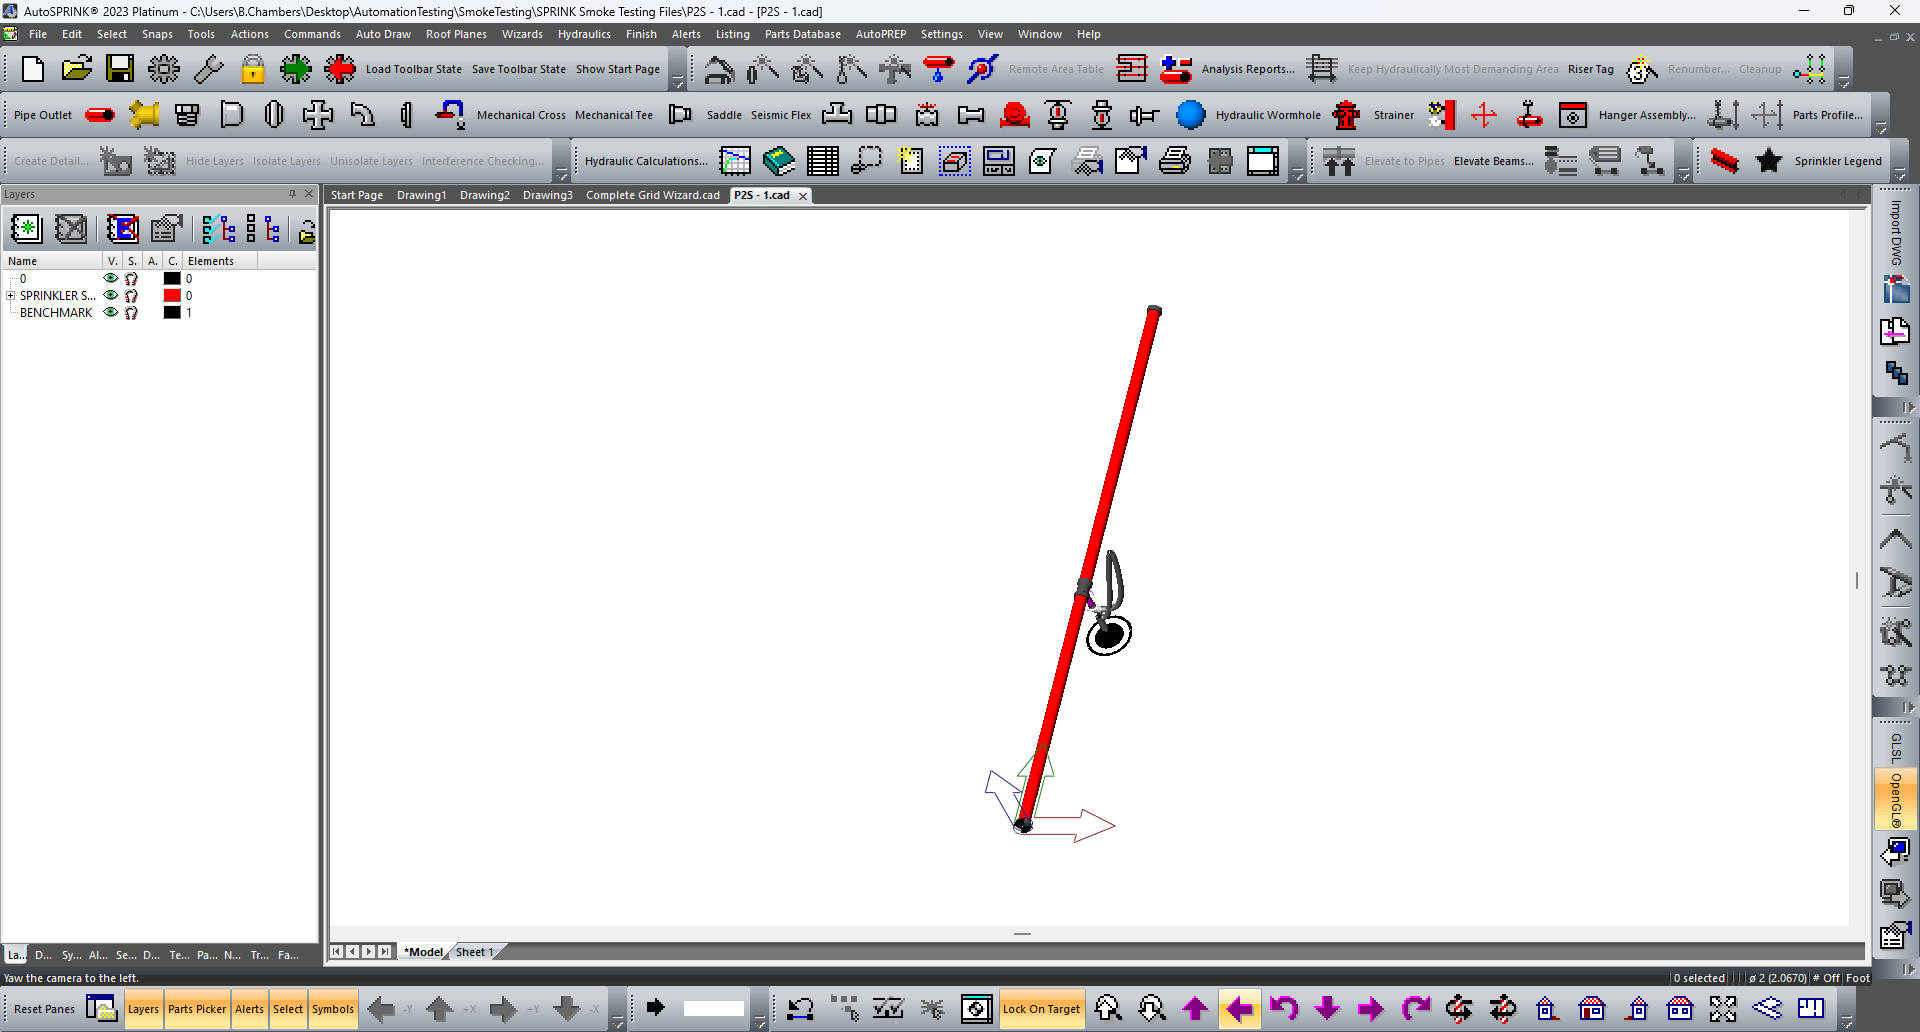 AutoSPRINK® 2023 Platinum - C:\Users\B.Chambers\Desktop\AutomationTesting\SmokeTesting\SPRINK Smoke Testing Files\P2S - 1.cad - [P2S - 1.cad]
File Edit Select Snaps Tools Actions Commands Auto Draw Roof Planes Wizards Hydraulics Finish Alerts Listing Parts Database AutoPREP Settings View Window Help
Load Toolbar State Save Toolbar State Show Start Page Remote Area Table Analysis Reports... Keep Hydraulically Most Demanding Area Riser Tag Renumber... Cleanup
Pipe Outlet Mechanical Cross Mechanical Tee Saddle Seismic Flex Hydraulic Wormhole Strainer Hanger Assembly... Parts Profile...
Create Detail... Hide Layers Isolate Layers Unisolate Layers Interference Checking... Hydraulic Calculations... Elevate to Pipes Elevate Beams... Sprinkler Legend
Layers
Start Page Drawing1 Drawing2 Drawing3 Complete Grid Wizard.cad P2S - 1.cad
Import DWG
Name V. S. A. C. Elements
0 0
SPRINKLER S... 0
BENCHMARK 1
GLSL
OpenGL®
*Model Sheet 1
La... D... Sy... Al... Se... D... Te... Pa... N... Tr... Fa...
Yaw the camera to the left.
0 selected ø 2 (2.0670) # Off Foot
Reset Panes Layers Parts Picker Alerts Select Symbols -Y +X +Y -X Lock On Target